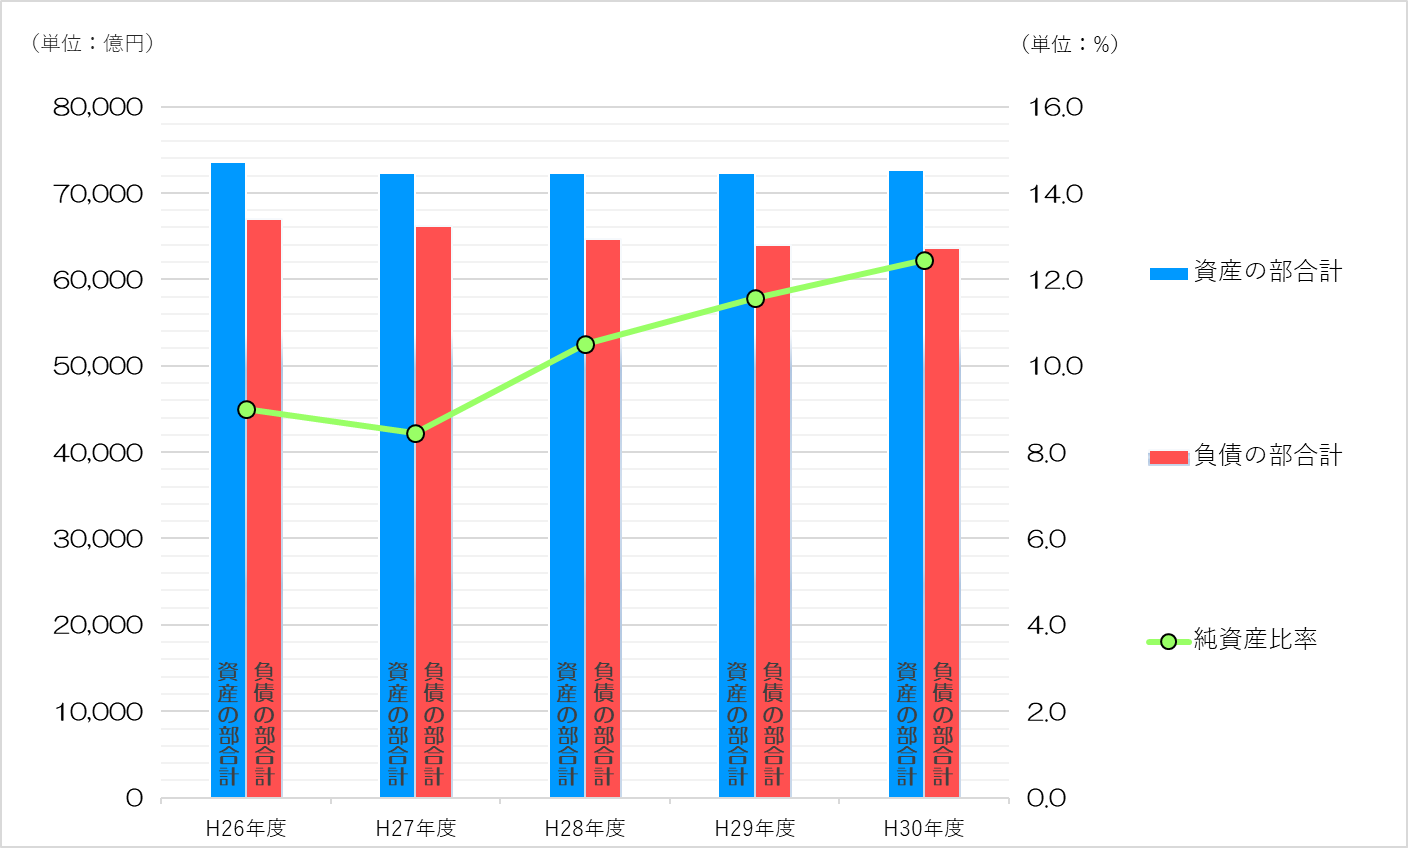 （単位：億円）
（単位：%）
80,000
70,000
60,000
50,000
40,000
30,000
20,000
10,000
0
16.0
14.0
12.0
10.0
8.0
6.0
4.0
2.0
0.0
資産の部合計
負債の部合計
資産の部合計
負債の部合計
資産の部合計
負債の部合計
資産の部合計
負債の部合計
資産の部合計
負債の部合計
H26年度
H27年度
H28年度
H29年度
H30年度
資産の部合計
負債の部合計
純資産比率